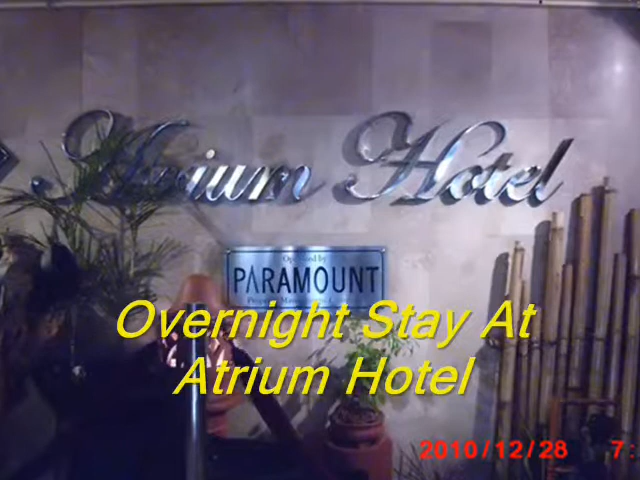 Atrium Hotel
Operated by
PARAMOUNT
Overnight Stay At
Atrium Hotel
2010/12/28 7: